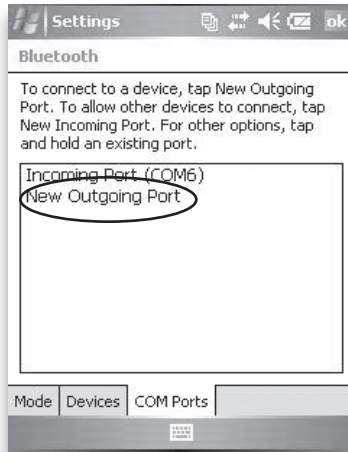 Settings
ok
Bluetooth
To connect to a device, tap New Outgoing
Port. To allow other devices to connect, tap
New Incoming Port. For other options, tap
and hold an existing port.
Incoming Port (COM6)
New Outgoing Port
Mode Devices COM Ports